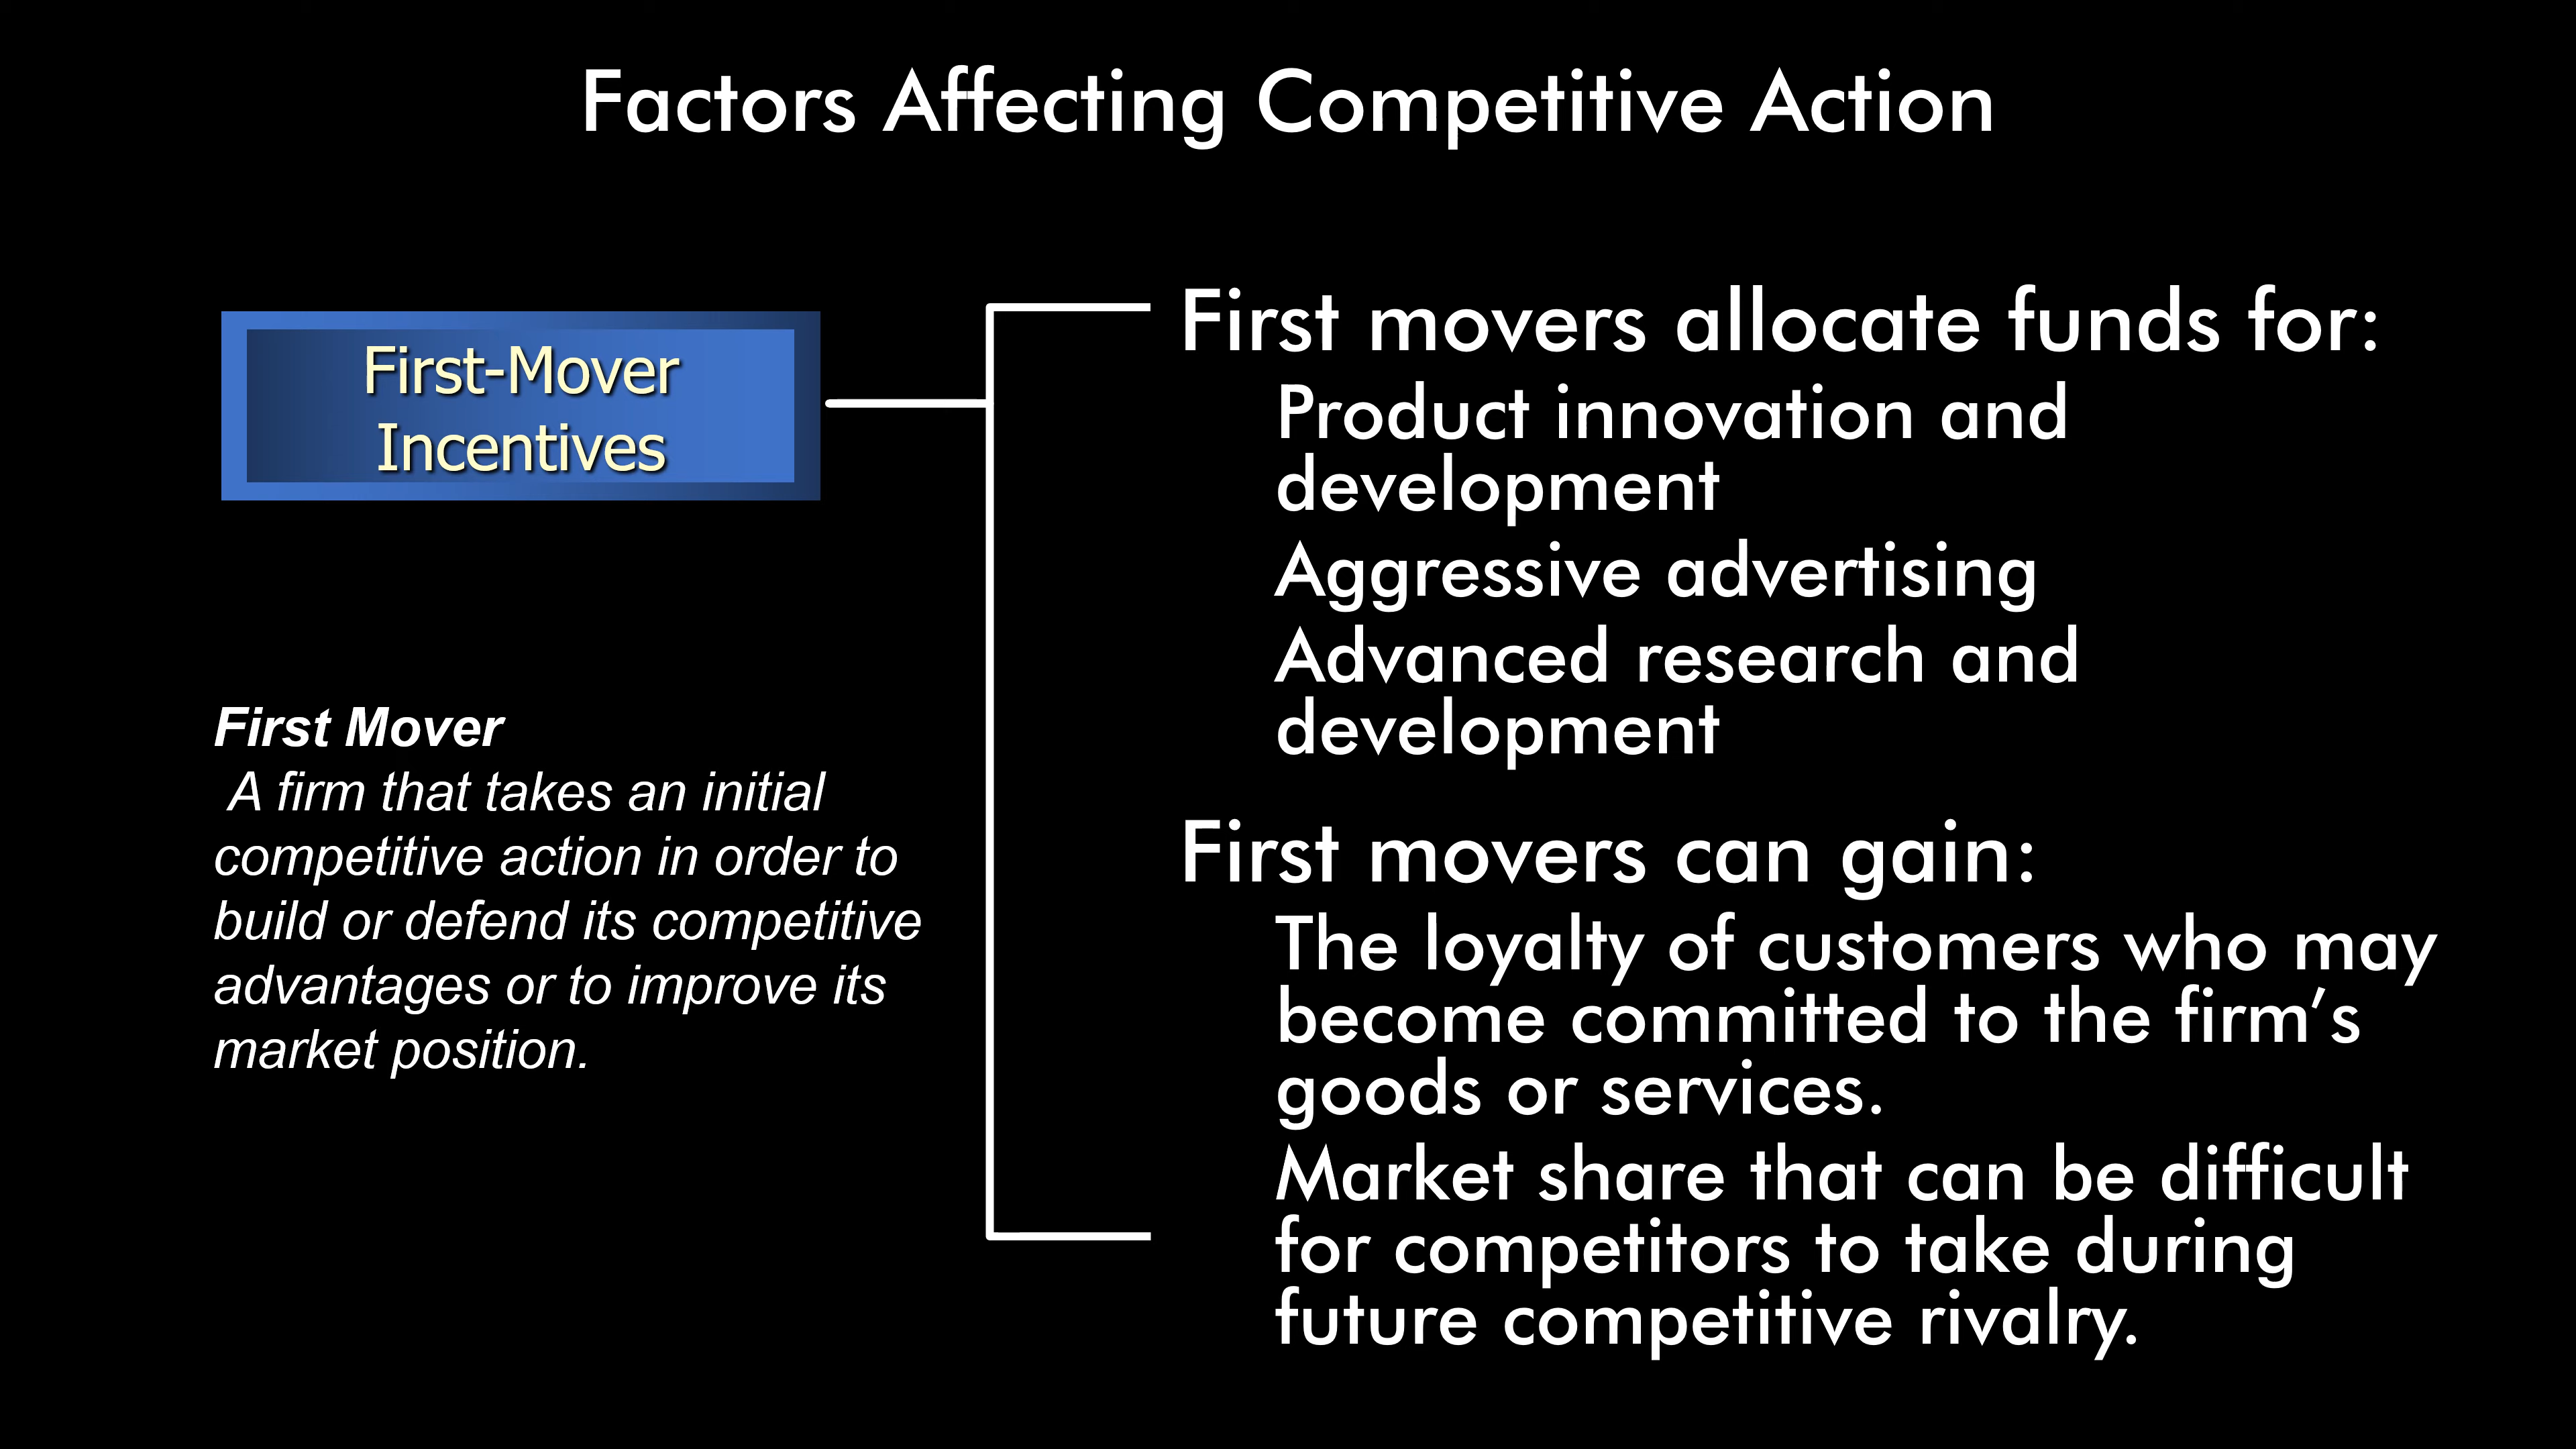 Factors Affecting Competitive Action
First-Mover
Incentives
First Mover
A firm that takes an initial
competitive action in order to
build or defend its competitive
advantages or to improve its
market position.
First movers allocate funds for:
Product innovation and
development
Aggressive advertising
Advanced research and
development
First movers can gain:
The loyalty of customers who may
become committed to the firm’s
goods or services.
Market share that can be difficult
for competitors to take during
future competitive rivalry.